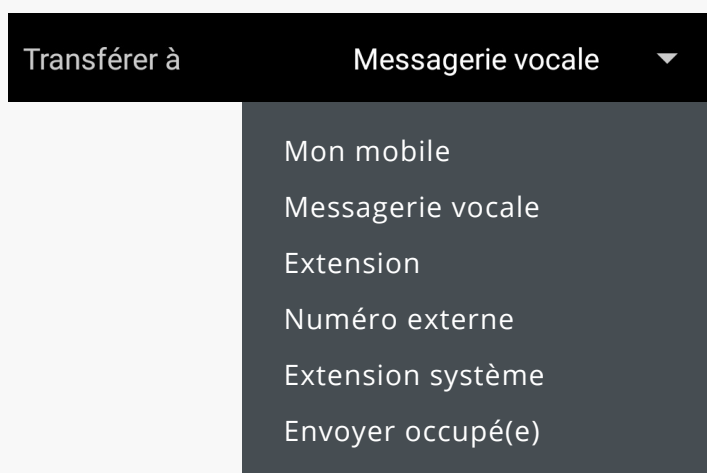 Transférer à Messagerie vocale
Mon mobile
Messagerie vocale
Extension
Numéro externe
Extension système
Envoyer occupé(e)